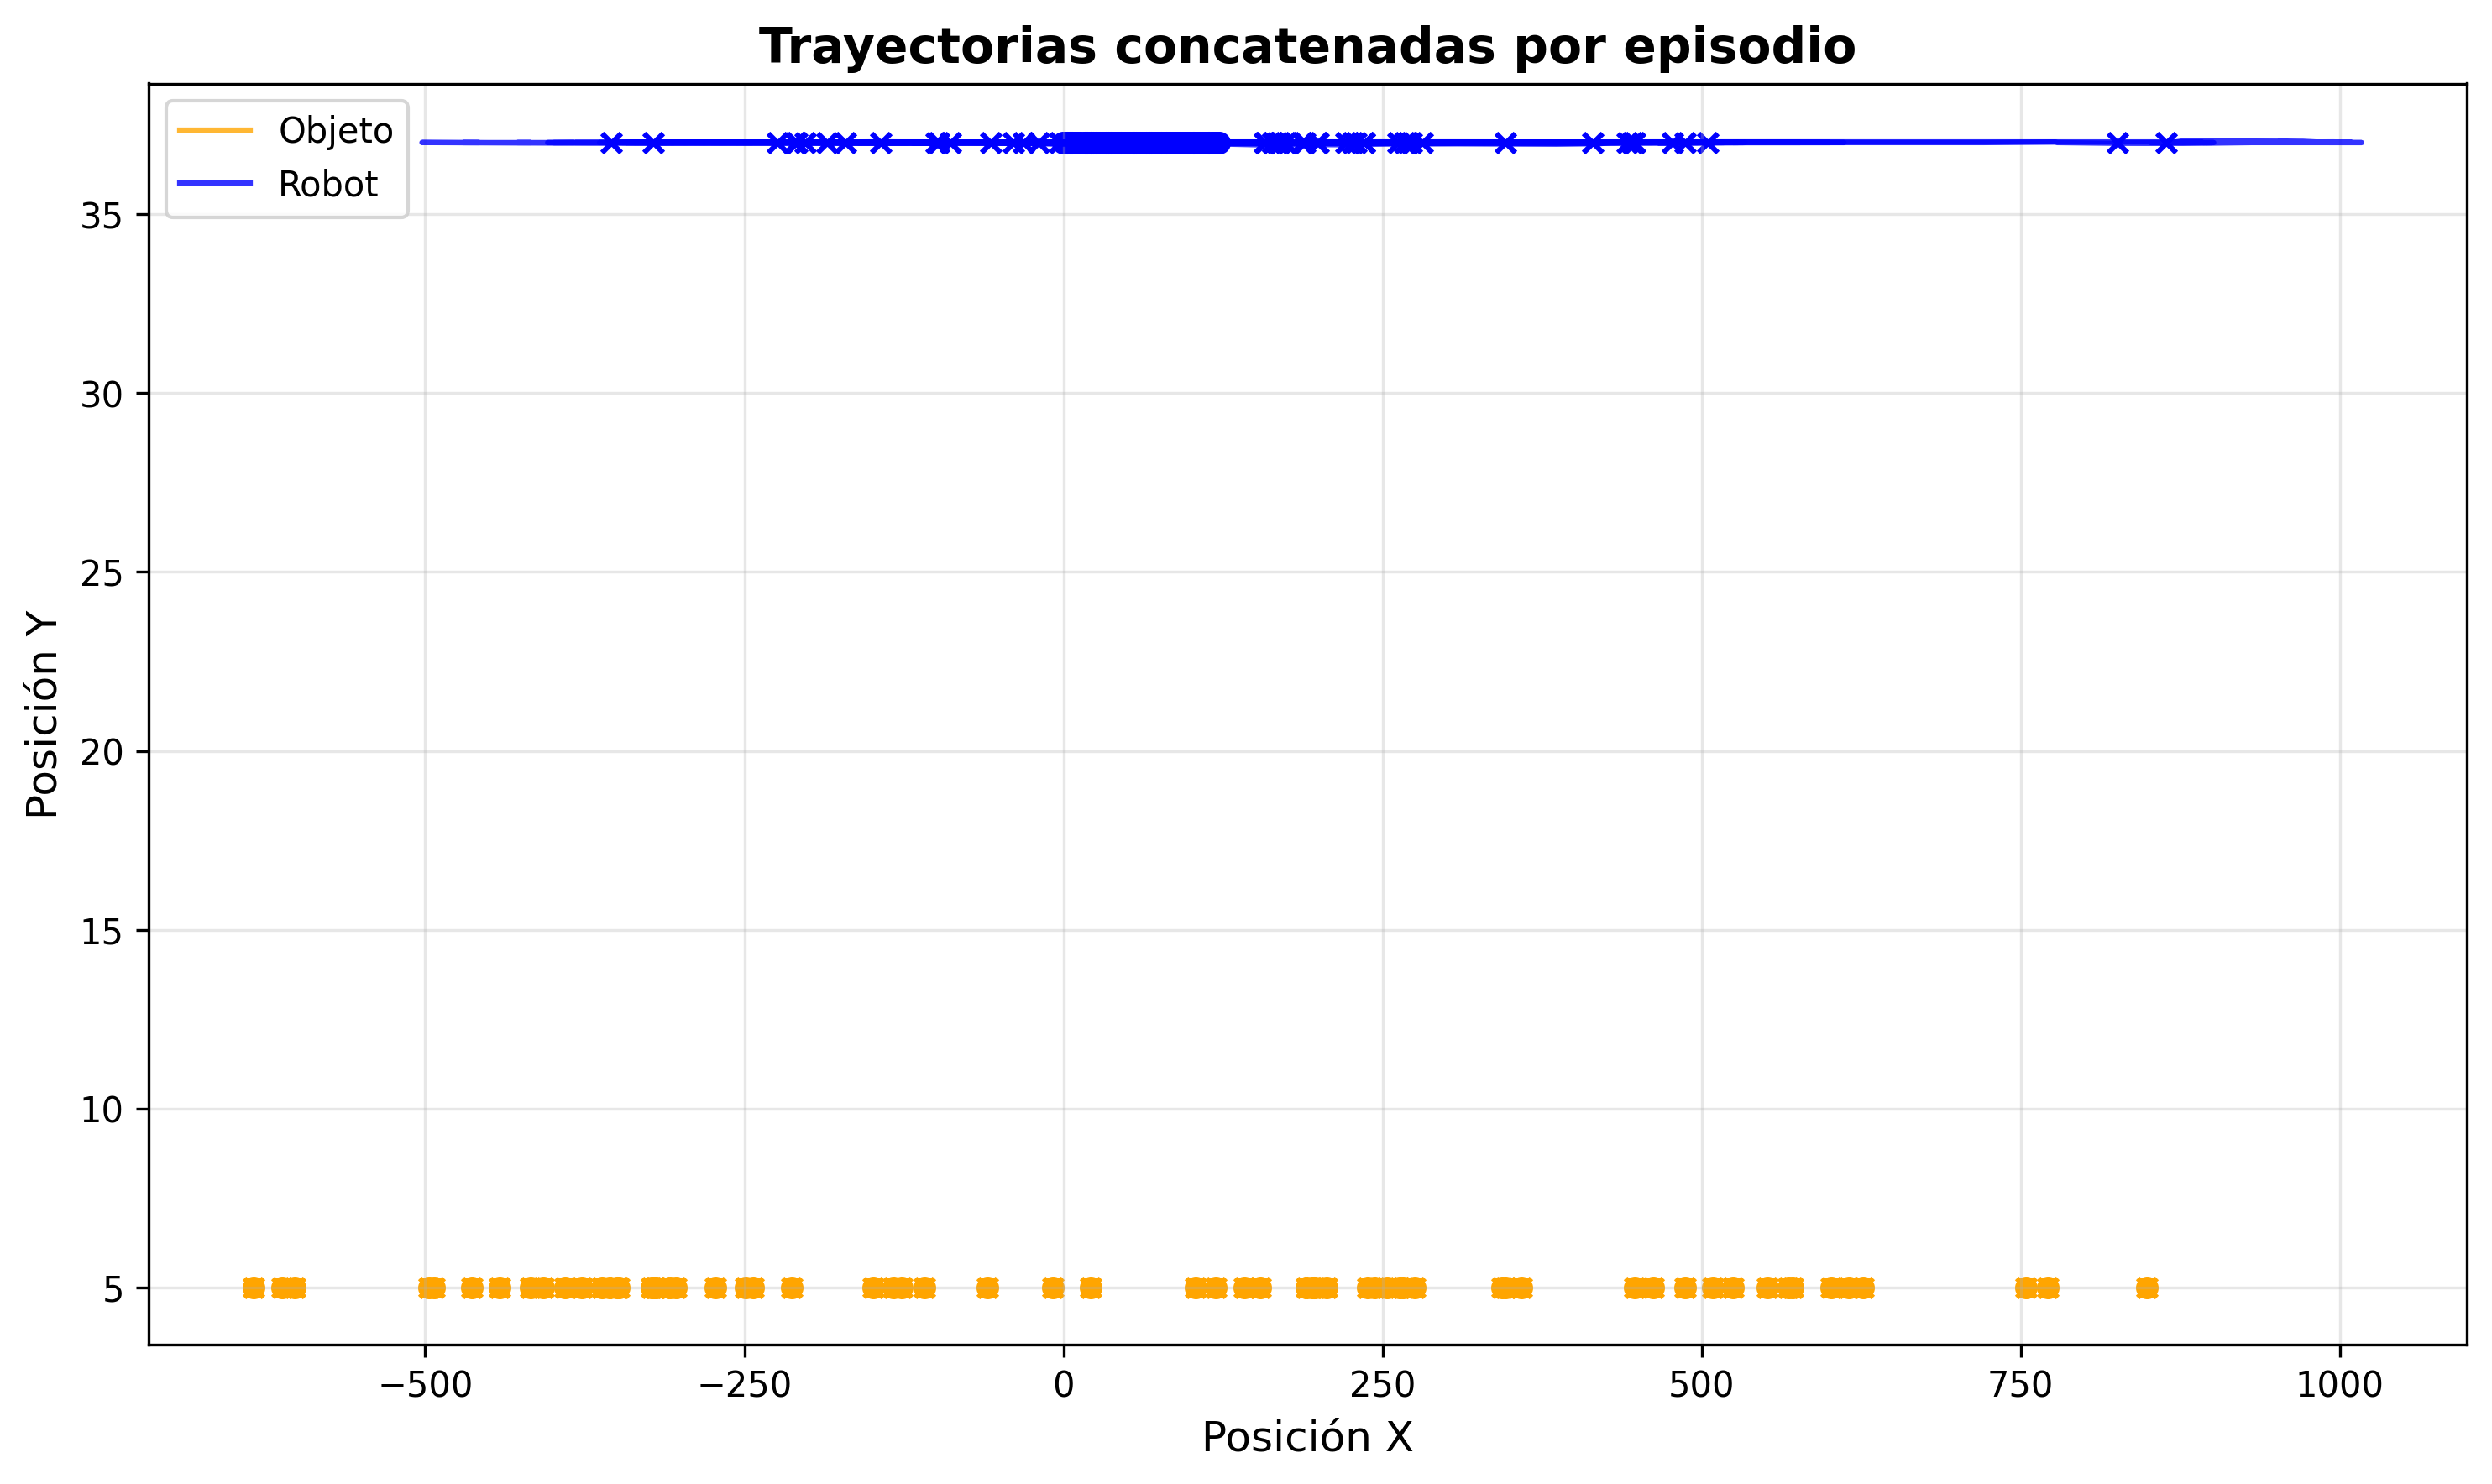 Trayectorias concatenadas por episodio
Objeto
Robot
35
30
25
20
15
10
5
Posición Y
−500
−250
0
250
500
750
1000
Posición X